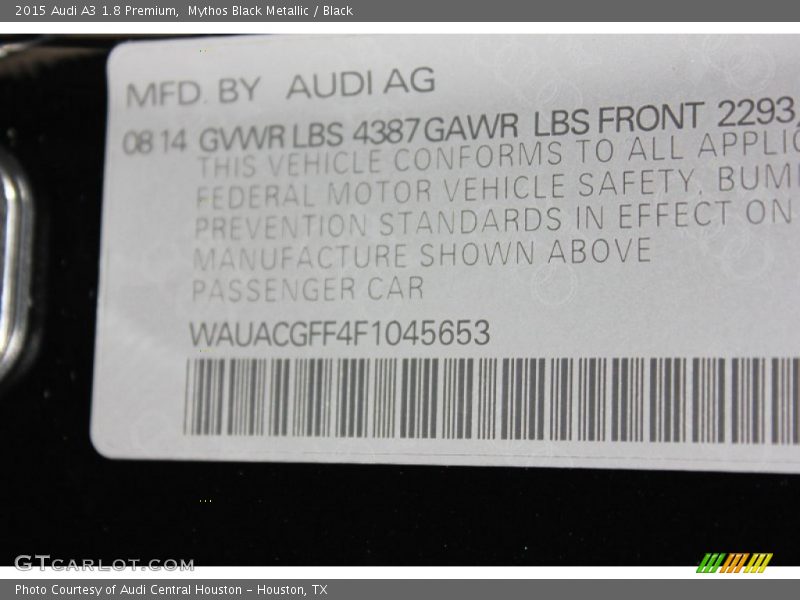 2015 Audi A3 1.8 Premium, Mythos Black Metallic / Black
MFD. BY AUDI AG
08 14 GVWR LBS 4387 GAWR LBS FRONT 2293,
THIS VEHICLE CONFORMS TO ALL APPLIC
FEDERAL MOTOR VEHICLE SAFETY, BUM
PREVENTION STANDARDS IN EFFECT ON
MANUFACTURE SHOWN ABOVE
PASSENGER CAR
WAUACGFF4F1045653
GTCARLOT.COM
Photo Courtesy of Audi Central Houston - Houston, TX